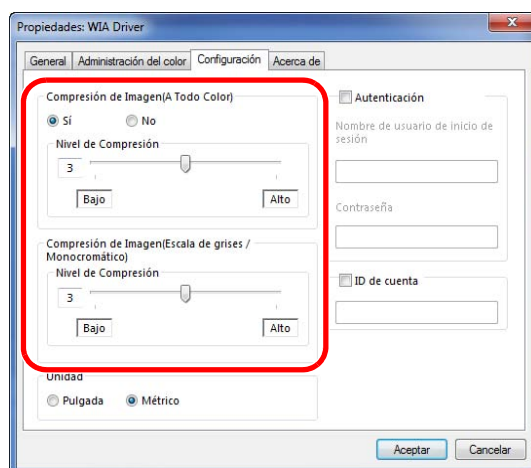 Propiedades: WIA Driver
General Administración del color Configuración Acerca de
Compresión de Imagen(A Todo Color)
Sí No
Nivel de Compresión
3
Bajo Alto
Compresión de Imagen(Escala de grises /
Monocromático)
Nivel de Compresión
3
Bajo Alto
Unidad
Pulgada Métrico
Autenticación
Nombre de usuario de inicio de
sesión
Contraseña
ID de cuenta
Aceptar Cancelar